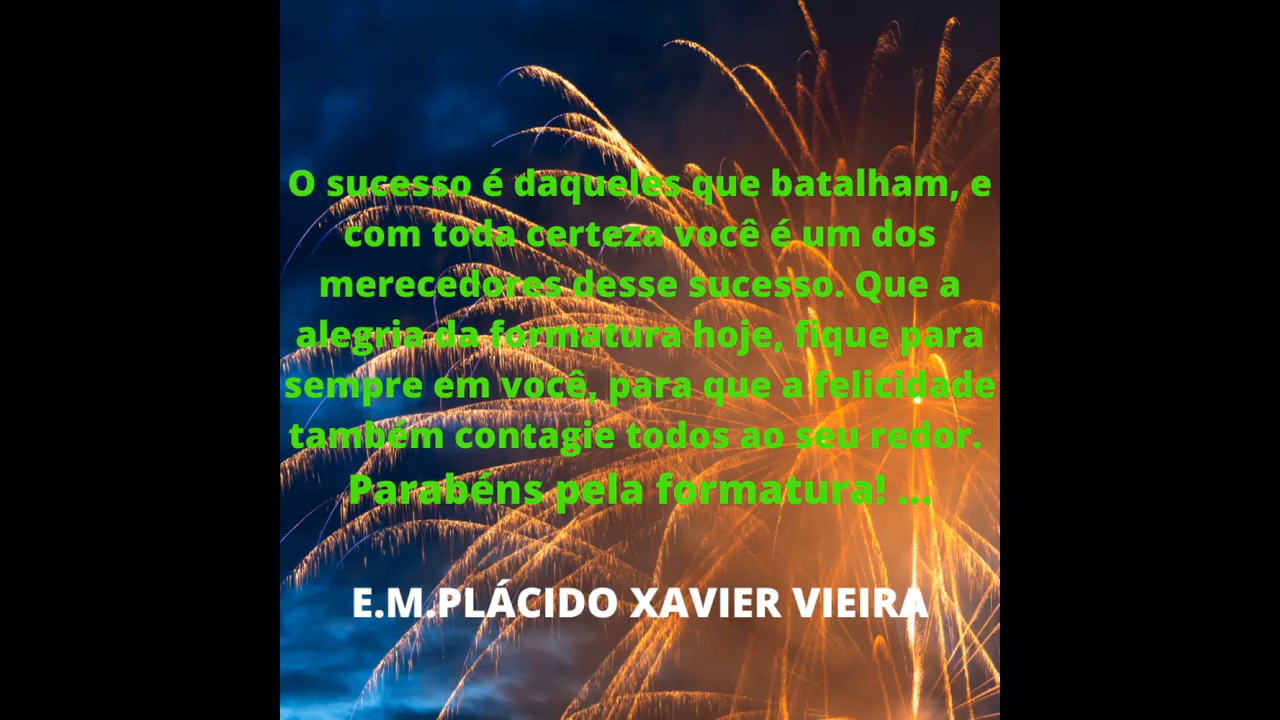 O sucesso é daqueles que batalham, e
com toda certeza você é um dos
merecedores desse sucesso. Que a
alegria da formatura hoje, fique para
sempre em você, para que a felicidade
também contagie todos ao seu redor.
Parabéns pela formatura! ...
E.M.PLÁCIDO XAVIER VIEIRA